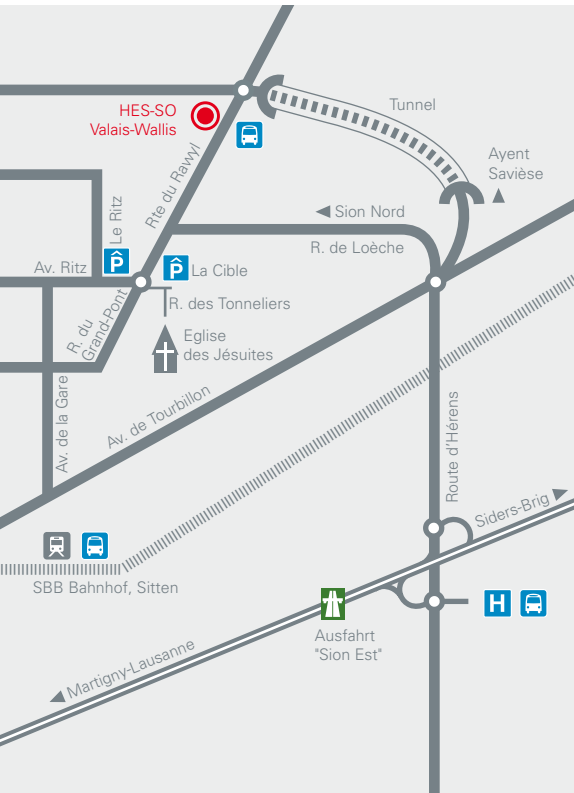 HES-SO
Valais-Wallis
Tunnel
Ayent
Savièse
Rte du Rawyl
Le Ritz
Sion Nord
R. de Loèche
P
Av. Ritz
P
La Cible
R. des Tonneliers
R. du
Grand-Pont
Eglise
des Jésuites
Av. de la Gare
Av. de Tourbillon
Route d'Hérens
Siders-Brig
SBB Bahnhof, Sitten
H
Ausfahrt
"Sion Est"
Martigny-Lausanne